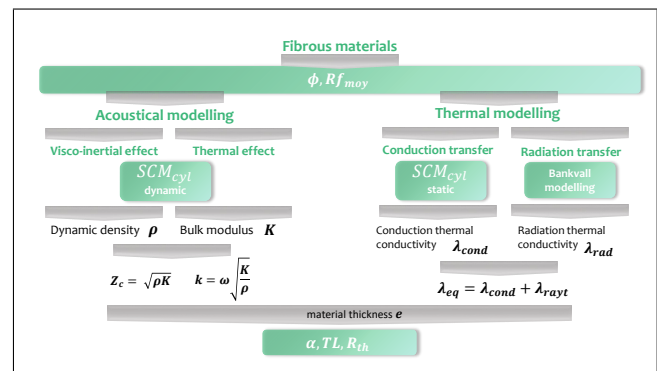 Fibrous materials
ϕ, Rf_moy
Acoustical modelling
Thermal modelling
Visco-inertial effect
Thermal effect
Conduction transfer
Radiation transfer
SCM_cyl
dynamic
SCM_cyl
static
Bankvall
modelling
Dynamic density ρ
Bulk modulus K
Conduction thermal
conductivity λ_cond
Radiation thermal
conductivity λ_rad
Z_c = √ρK
k = ω√(K/ρ)
λ_eq = λ_cond + λ_rayt
material thickness e
α, TL, R_th